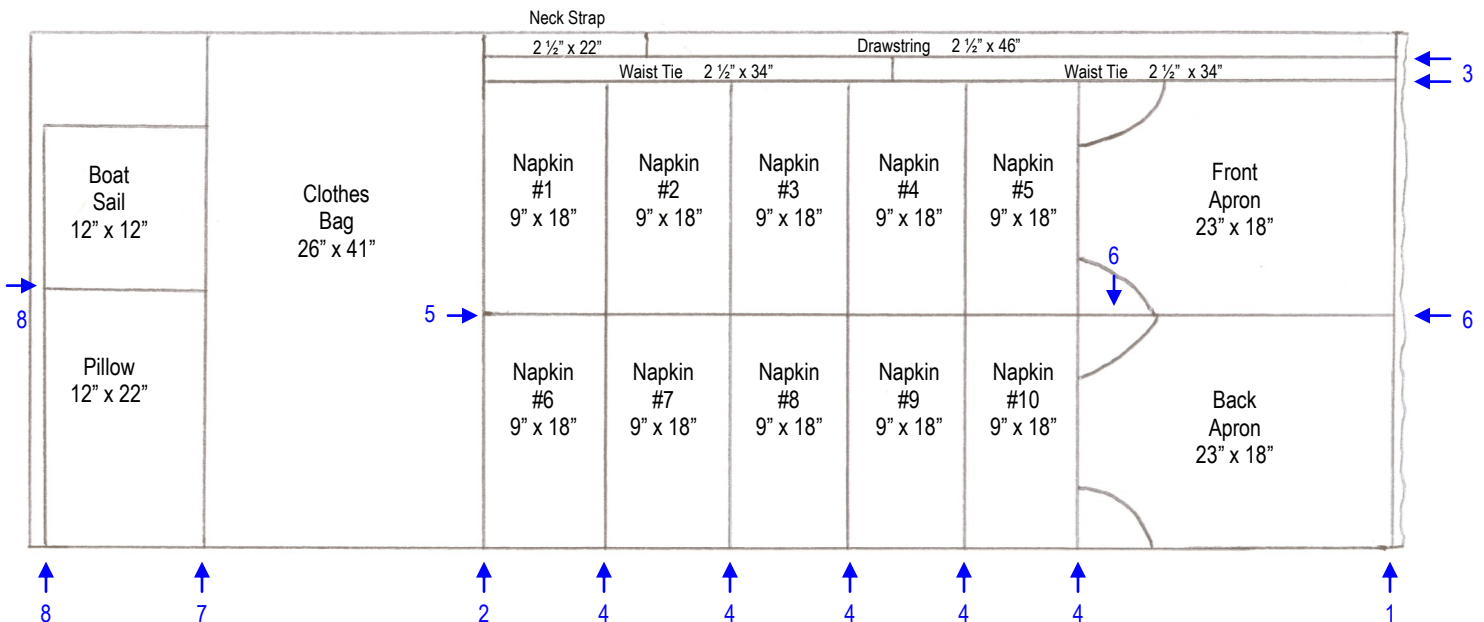 Neck Strap
2 ½” x 22”
Drawstring 2 ½” x 46”
Waist Tie 2 ½” x 34”
Waist Tie 2 ½” x 34”
3
Boat
Sail
12” x 12”
Clothes
Bag
26” x 41”
Napkin
#1
9” x 18”
Napkin
#2
9” x 18”
Napkin
#3
9” x 18”
Napkin
#4
9” x 18”
Napkin
#5
9” x 18”
Front
Apron
23” x 18”
6
8
5
6
Pillow
12” x 22”
Napkin
#6
9” x 18”
Napkin
#7
9” x 18”
Napkin
#8
9” x 18”
Napkin
#9
9” x 18”
Napkin
#10
9” x 18”
Back
Apron
23” x 18”
8
7
2
4
4
4
4
4
1